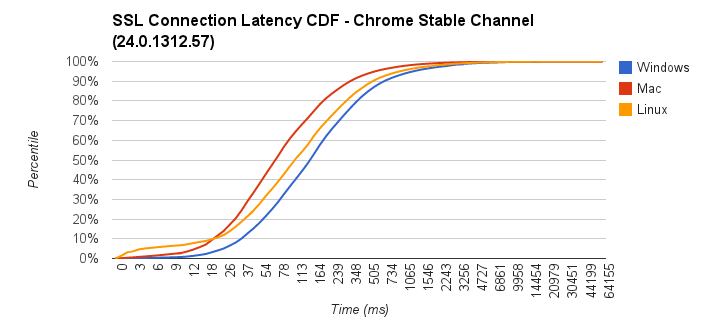 SSL Connection Latency CDF - Chrome Stable Channel
(24.0.1312.57)
100%
90%
80%
70%
60%
50%
40%
30%
20%
10%
0%
Percentile
Windows
Mac
Linux
0 3 6 9 12 18 26 37 54 78 113 164 239 348 505 734 1065 1546 2243 3256 4727 6861 9958 14454 20979 30451 44199 64155
Time (ms)